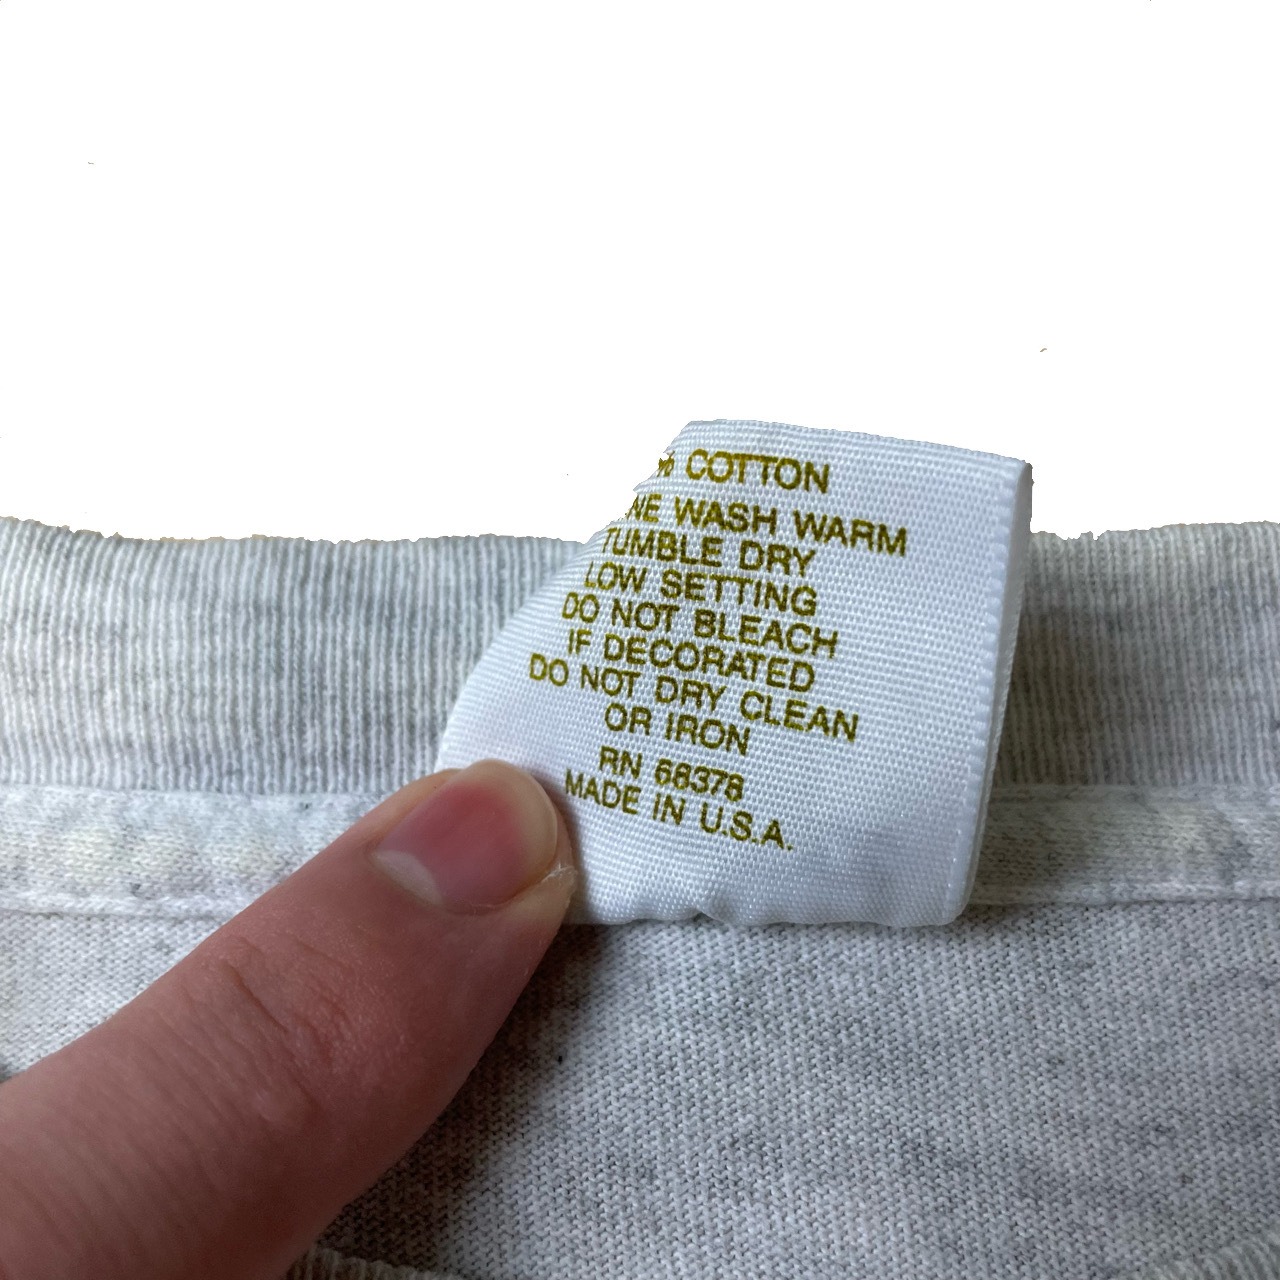 % COTTON
NE WASH WARM
TUMBLE DRY
LOW SETTING
DO NOT BLEACH
IF DECORATED
DO NOT DRY CLEAN
OR IRON
RN 68378
MADE IN U.S.A.